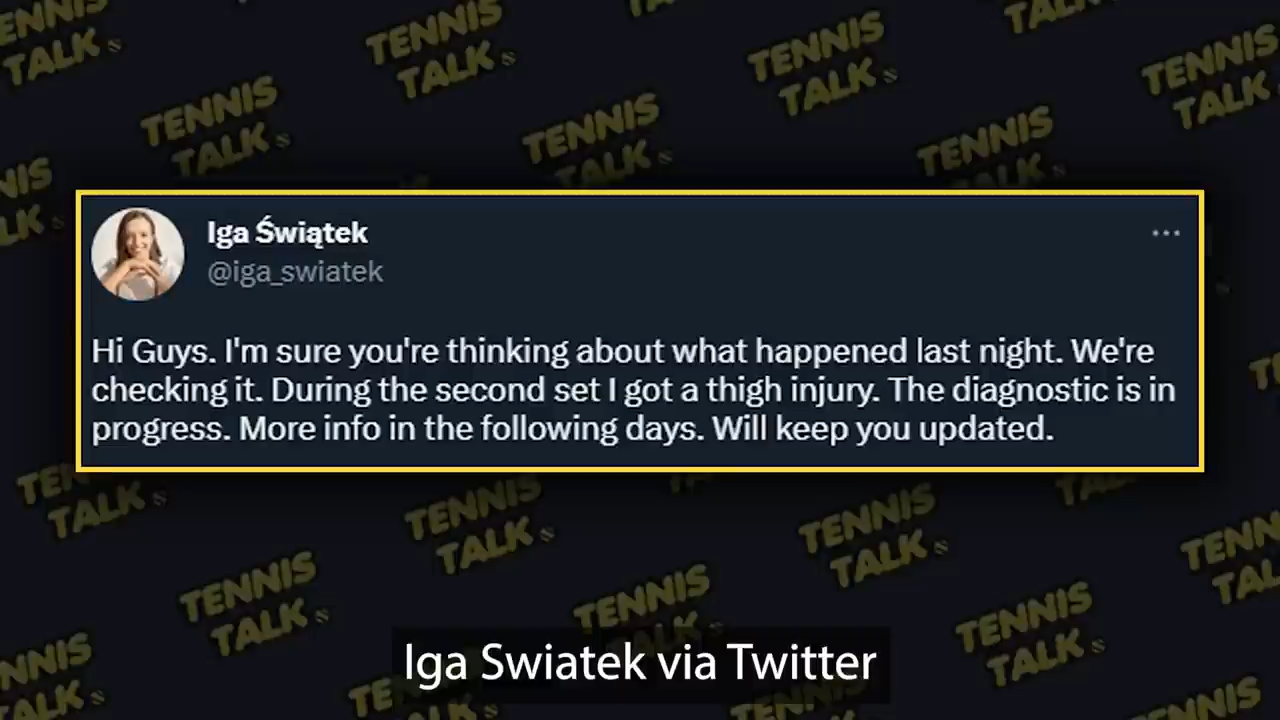 TENNIS
TALK
Iga Świątek
@iga_swiatek
Hi Guys. I'm sure you're thinking about what happened last night. We're
checking it. During the second set I got a thigh injury. The diagnostic is in
progress. More info in the following days. Will keep you updated.
Iga Swiatek via Twitter